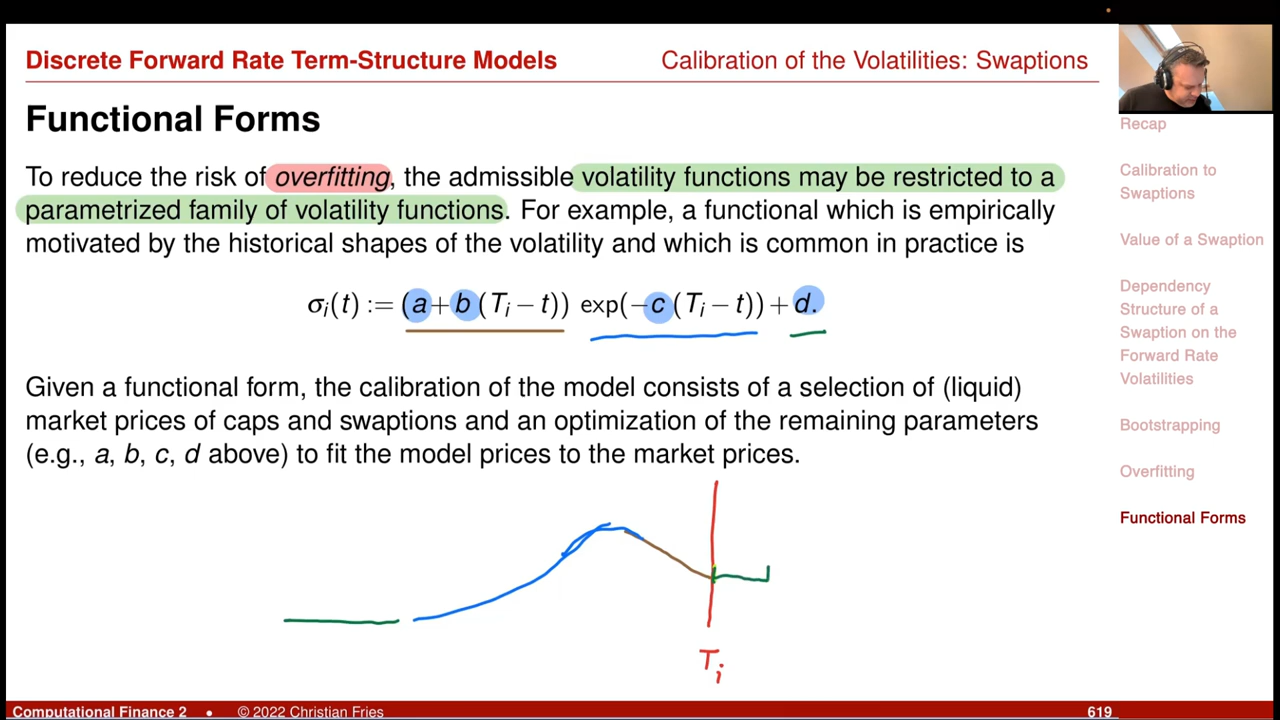 Discrete Forward Rate Term-Structure Models
Calibration of the Volatilities: Swaptions
Functional Forms
To reduce the risk of overfitting, the admissible volatility functions may be restricted to a
parametrized family of volatility functions. For example, a functional which is empirically
motivated by the historical shapes of the volatility and which is common in practice is
σi(t) := (a+b(Ti − t)) exp(−c(Ti − t)) + d.
Given a functional form, the calibration of the model consists of a selection of (liquid)
market prices of caps and swaptions and an optimization of the remaining parameters
(e.g., a, b, c, d above) to fit the model prices to the market prices.
Ti
Recap
Calibration to
Swaptions
Value of a Swaption
Dependency
Structure of a
Swaption on the
Forward Rate
Volatilities
Bootstrapping
Overfitting
Functional Forms
Computational Finance 2 • © 2022 Christian Fries
619